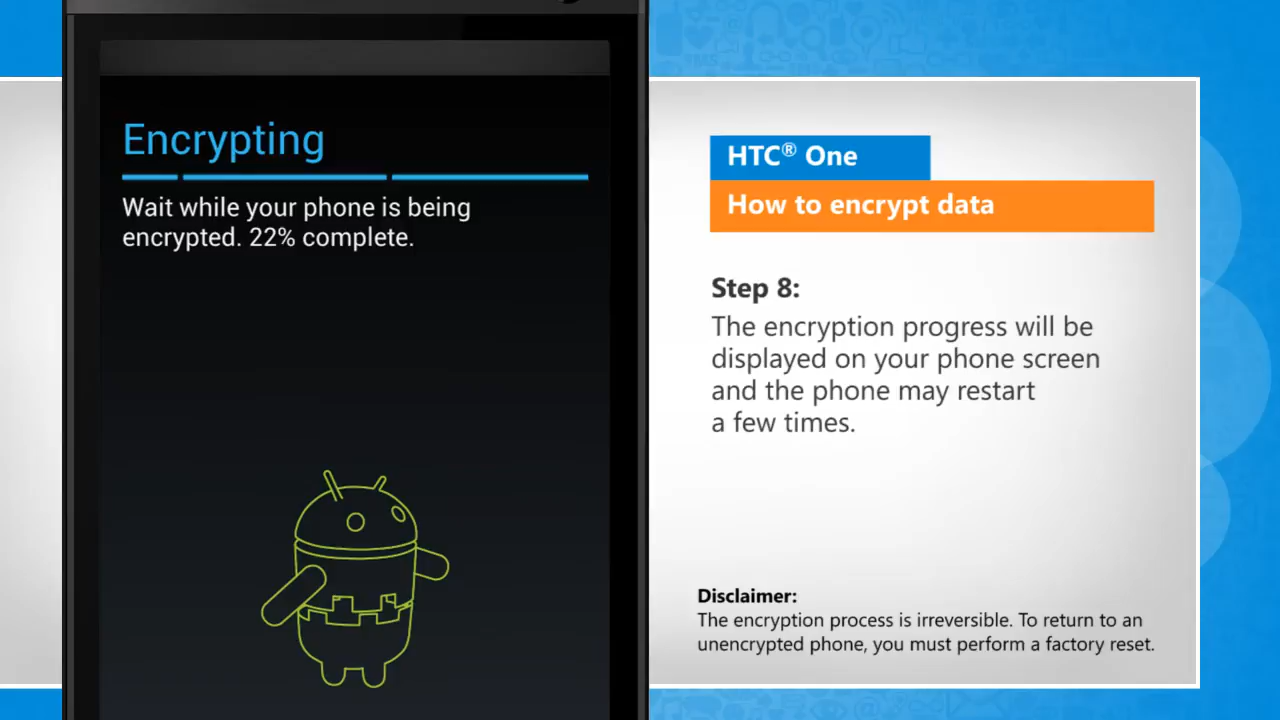 Encrypting
Wait while your phone is being
encrypted. 22% complete.
HTC® One
How to encrypt data
Step 8:
The encryption progress will be
displayed on your phone screen
and the phone may restart
a few times.
Disclaimer:
The encryption process is irreversible. To return to an
unencrypted phone, you must perform a factory reset.